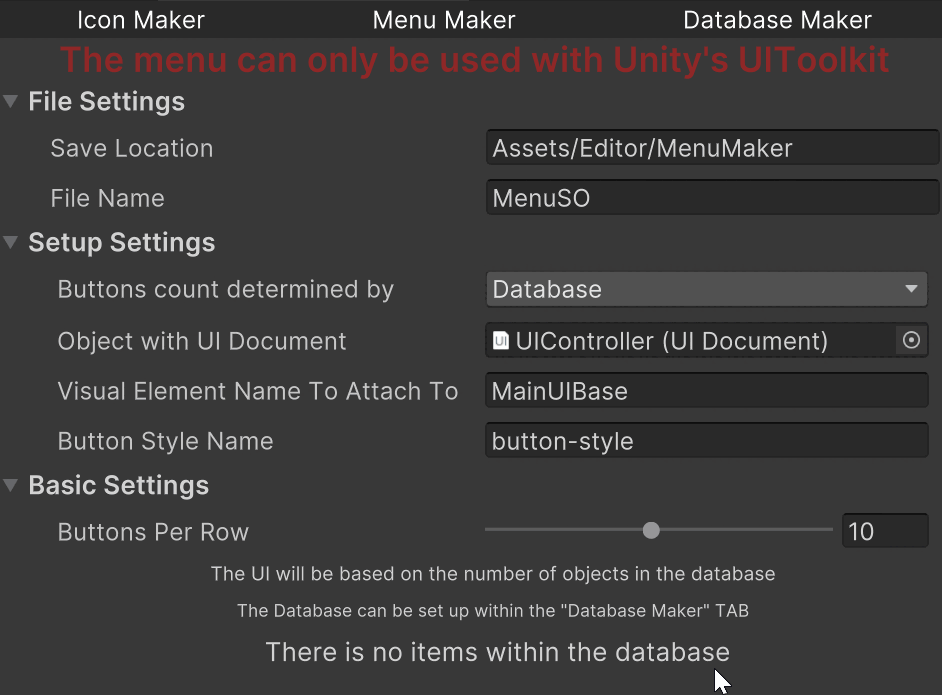 Icon Maker Menu Maker Database Maker
The menu can only be used with Unity's UIToolkit
File Settings
Save Location Assets/Editor/MenuMaker
File Name MenuSO
Setup Settings
Buttons count determined by Database
Object with UI Document UIController (UI Document)
Visual Element Name To Attach To MainUIBase
Button Style Name button-style
Basic Settings
Buttons Per Row 10
The UI will be based on the number of objects in the database
The Database can be set up within the "Database Maker" TAB
There is no items within the database